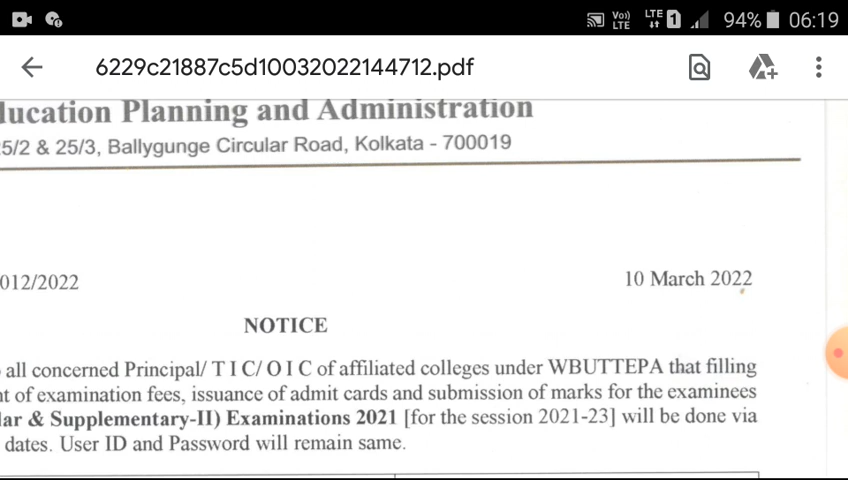 Vo)) LTE LTE 1 94% 06:19
6229c21887c5d10032022144712.pdf
ducation Planning and Administration
5/2 & 25/3, Ballygunge Circular Road, Kolkata - 700019
012/2022
10 March 2022
NOTICE
all concerned Principal/ T I C/ O I C of affiliated colleges under WBUTTEPA that filling
of examination fees, issuance of admit cards and submission of marks for the examinees
lar & Supplementary-II) Examinations 2021 [for the session 2021-23] will be done via
dates. User ID and Password will remain same.